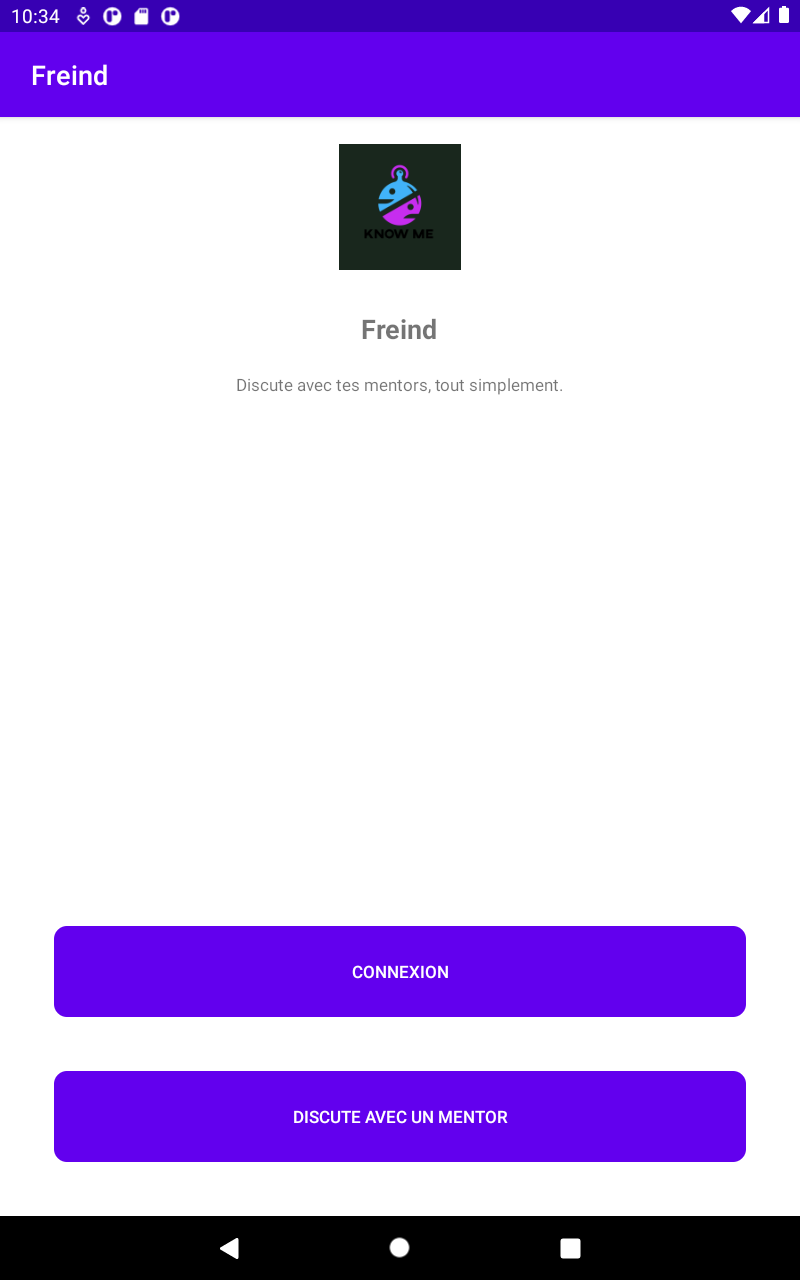 10:34
Freind
KNOW ME
Freind
Discute avec tes mentors, tout simplement.
CONNEXION
DISCUTE AVEC UN MENTOR